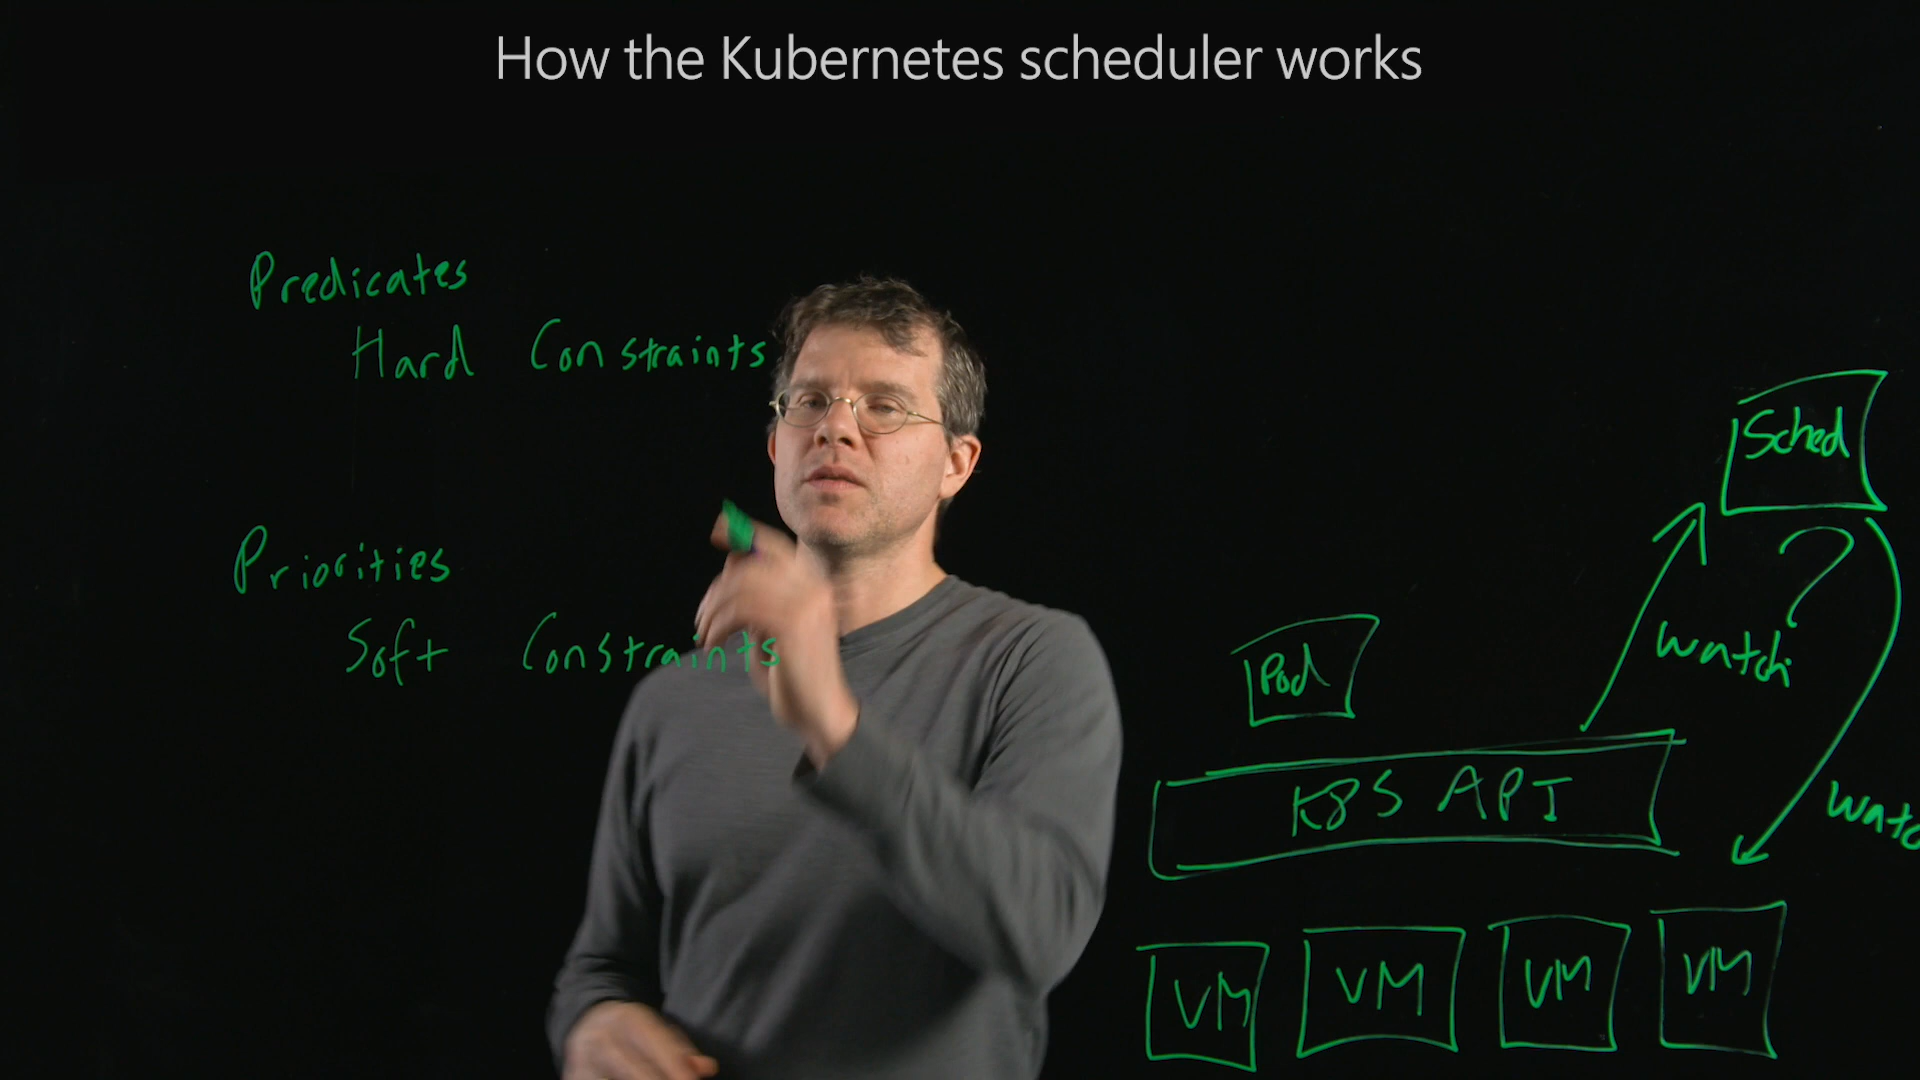 How the Kubernetes scheduler works
Predicates
Hard Constraints
Priorities
Soft Constraints
Sched
?
watch
Pod
K8S API
VM
VM
VM
VM